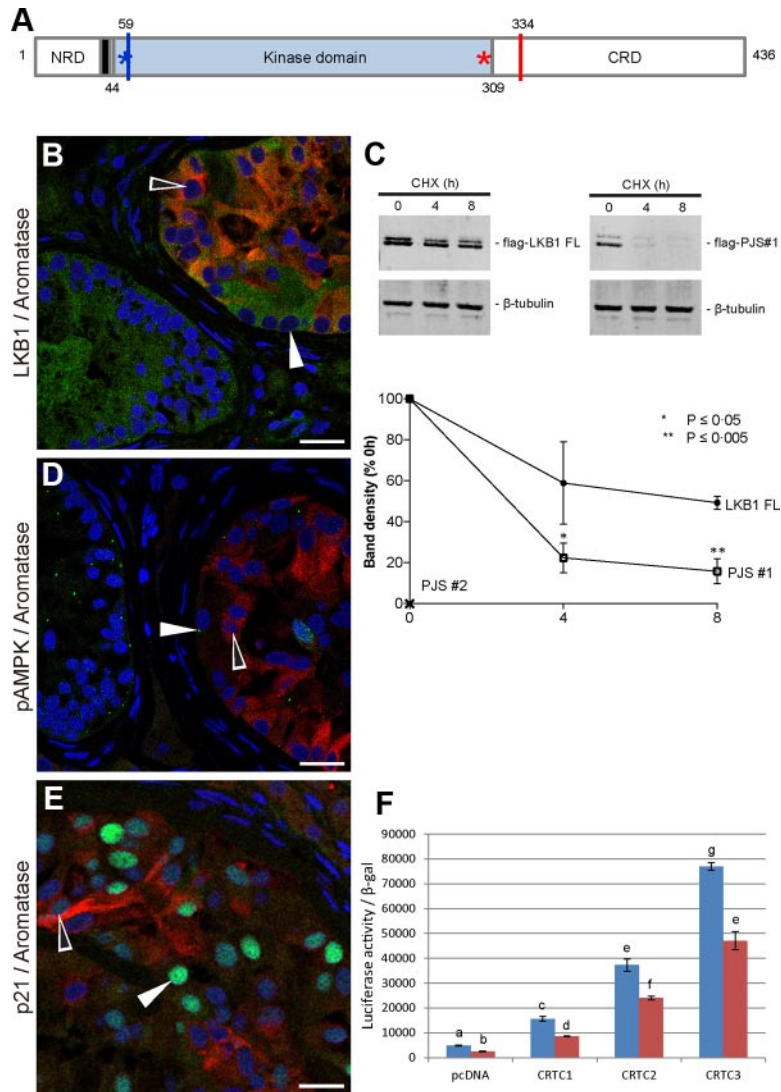 A
59
334
1
NRD
*
Kinase domain
*
CRD
436
44
309
B
LKB1 / Aromatase
C
CHX (h)
0 4 8
- flag-LKB1 FL
- β-tubulin
CHX (h)
0 4 8
- flag-PJS#1
- β-tubulin
Band density (% 0h)
100
80
60
40
20
0
* P ≤ 0·05
** P ≤ 0·005
LKB1 FL
*
**
PJS #1
PJS #2
0 4 8
D
pAMPK / Aromatase
E
p21 / Aromatase
F
Luciferase activity / β-gal
90000
80000
70000
60000
50000
40000
30000
20000
10000
0
a b c d e f g e
pcDNA CRTC1 CRTC2 CRTC3